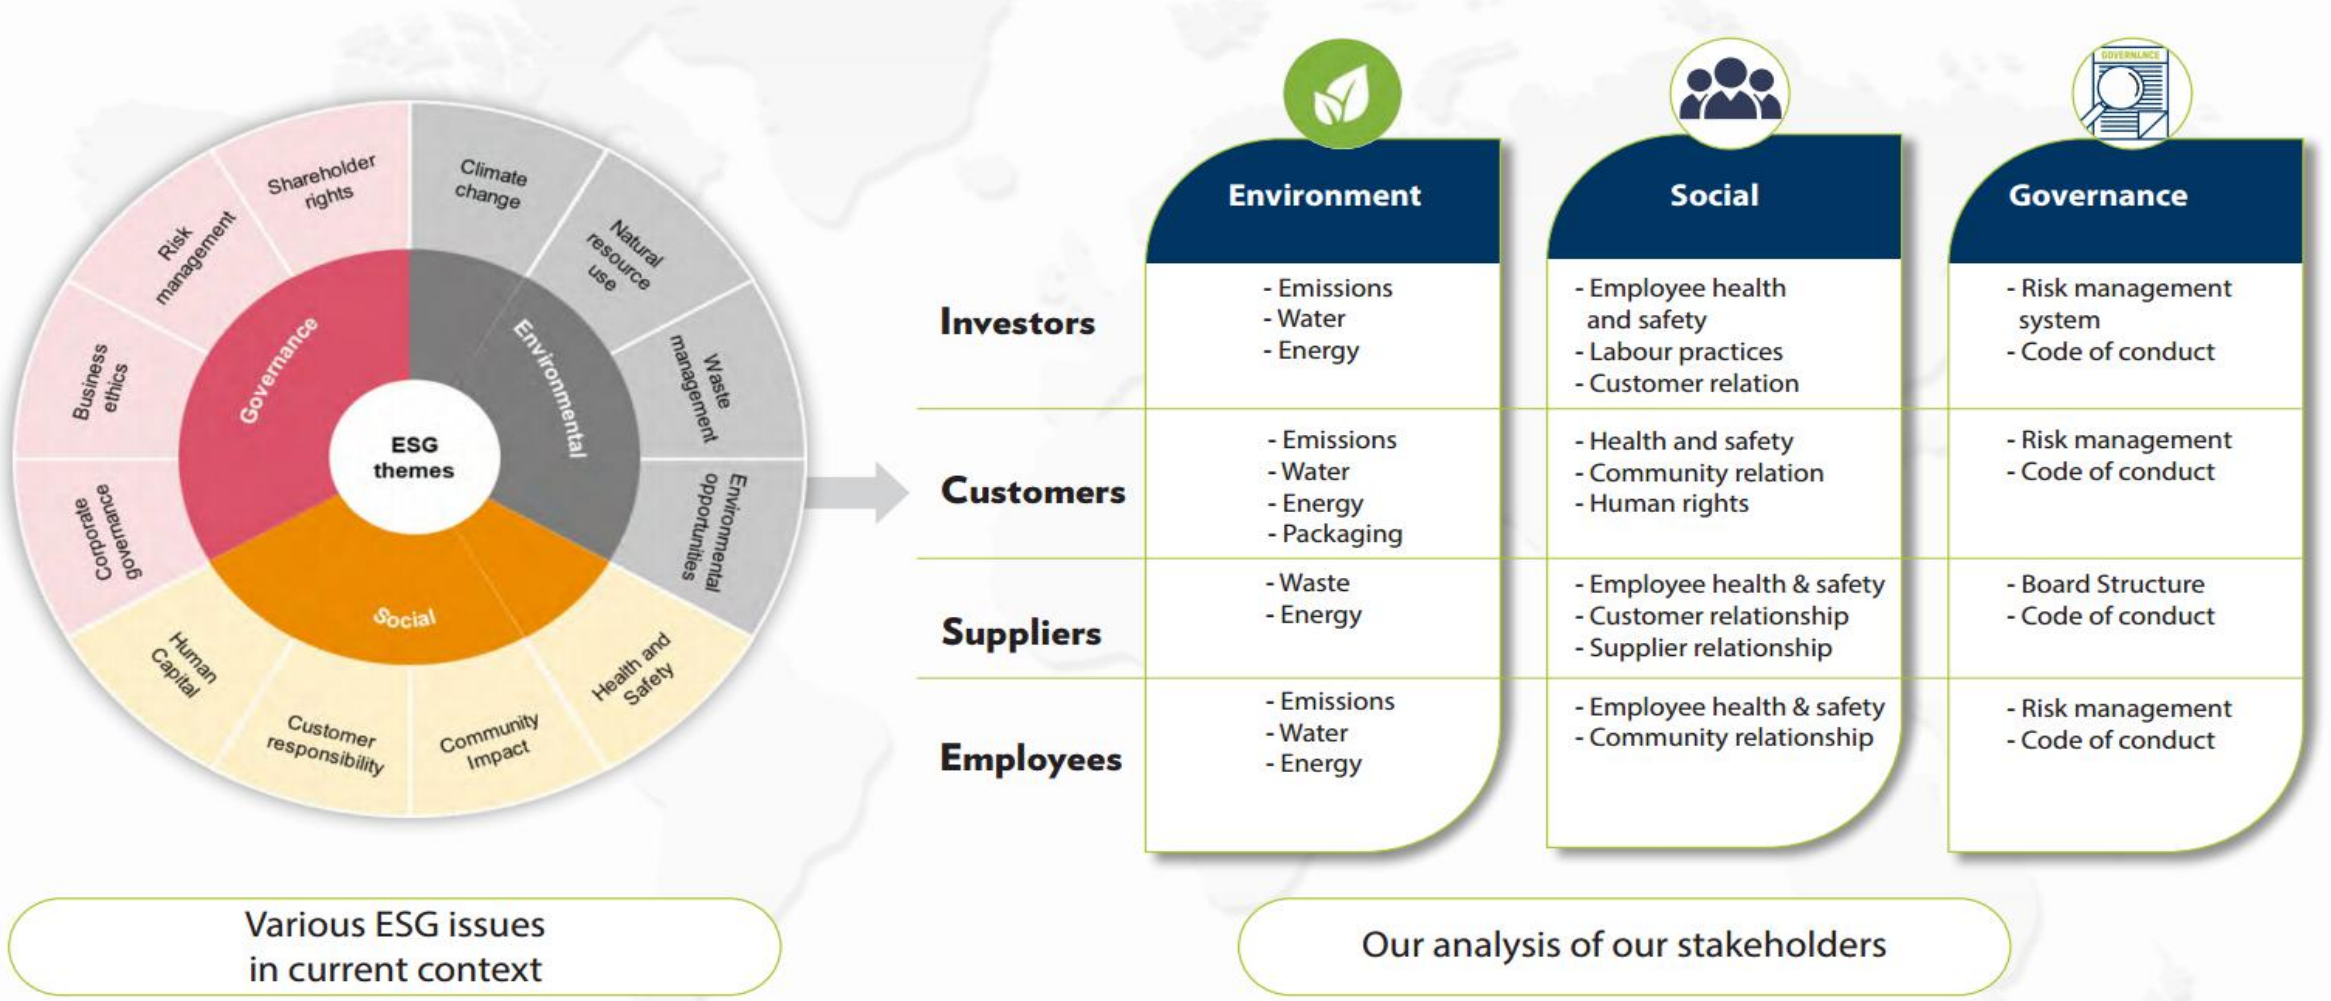 Shareholder
rights
Climate
change
Natural
resource
use
Waste
management
Environmental
opportunities
Health and
Safety
Community
Impact
Customer
responsibility
Human
Capital
Corporate
governance
Business
ethics
Risk
management
Governance
Environmental
Social
ESG
themes
Various ESG issues
in current context
GOVERNLNCE
Environment
Social
Governance
Investors
- Emissions
- Water
- Energy
- Employee health
and safety
- Labour practices
- Customer relation
- Risk management
system
- Code of conduct
Customers
- Emissions
- Water
- Energy
- Packaging
- Health and safety
- Community relation
- Human rights
- Risk management
- Code of conduct
Suppliers
- Waste
- Energy
- Employee health & safety
- Customer relationship
- Supplier relationship
- Board Structure
- Code of conduct
Employees
- Emissions
- Water
- Energy
- Employee health & safety
- Community relationship
- Risk management
- Code of conduct
Our analysis of our stakeholders